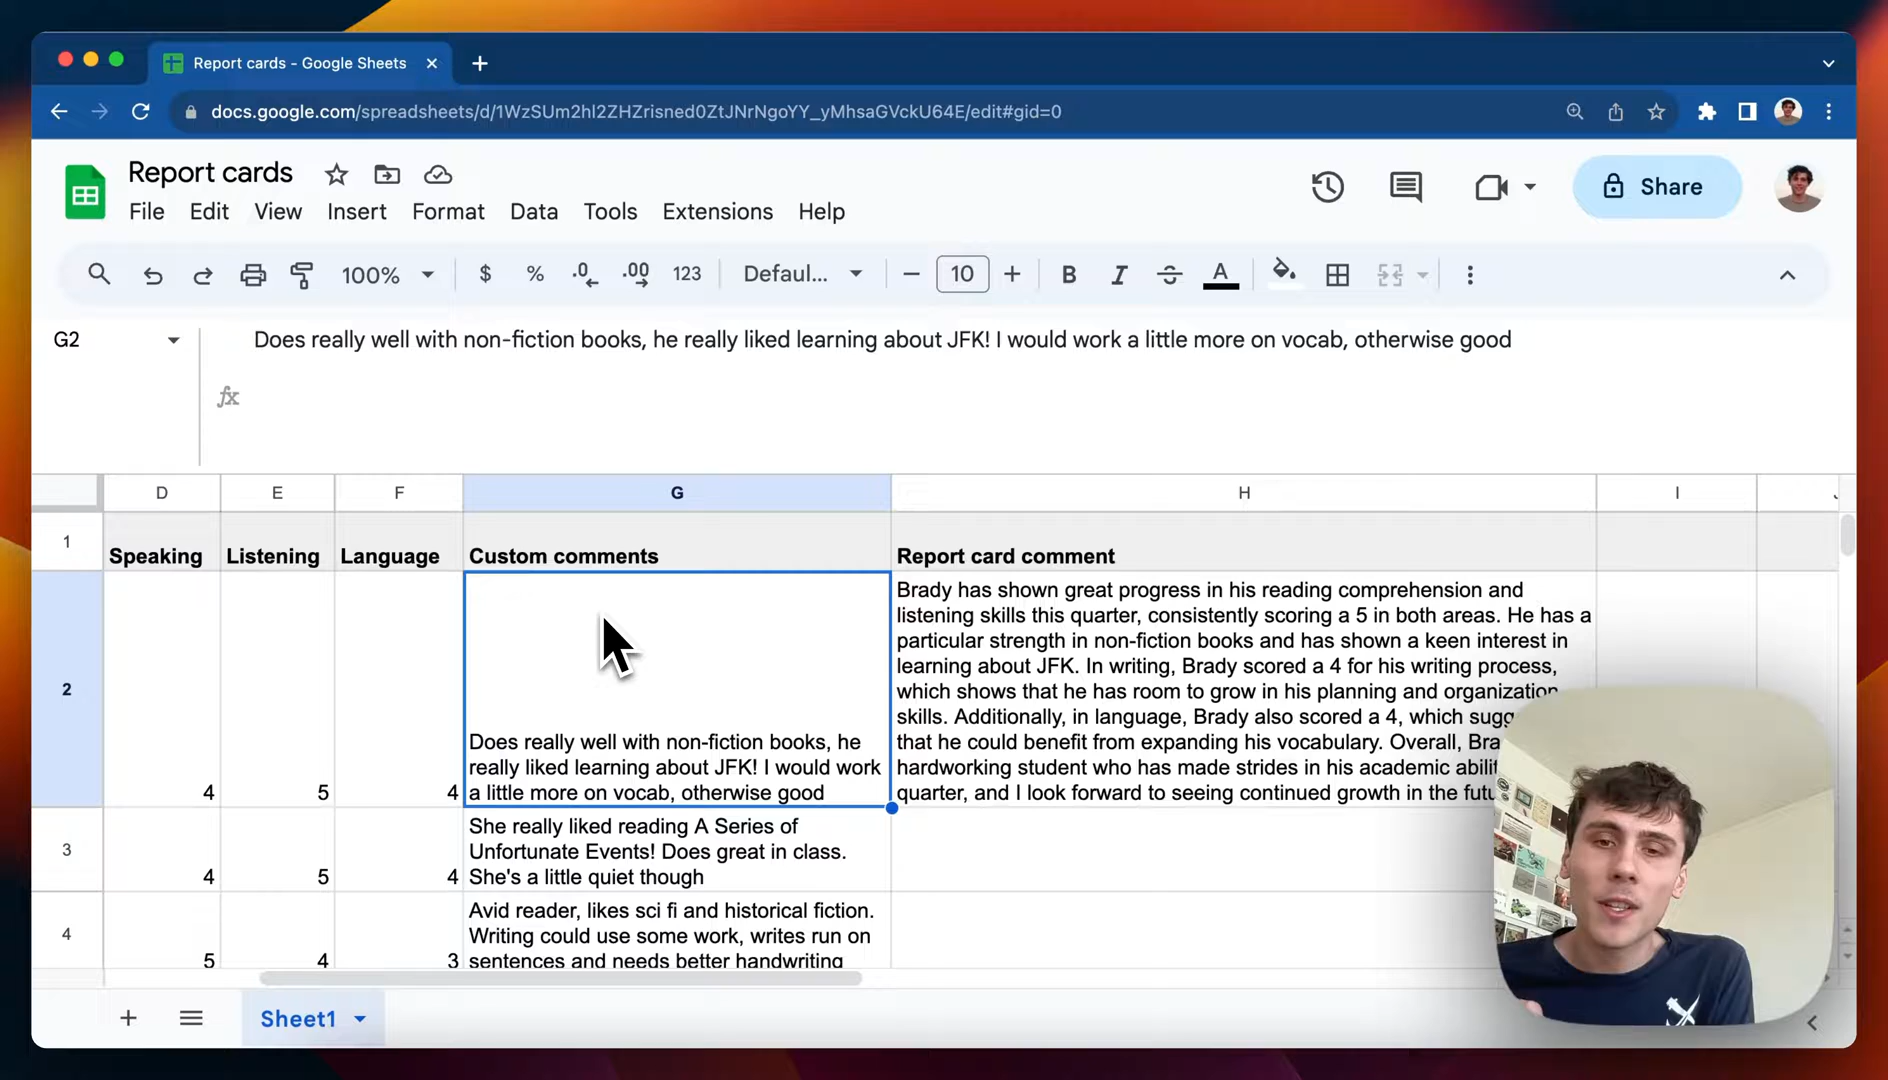 Report cards - Google Sheets
docs.google.com/spreadsheets/d/1WzSUm2hl2ZHZrisned0ZtJNrNgoYY_yMhsaGVckU64E/edit#gid=0
Report cards
Share
File Edit View Insert Format Data Tools Extensions Help
100% $ % .0 .00 123 Defaul... 10 B I A
G2
Does really well with non-fiction books, he really liked learning about JFK! I would work a little more on vocab, otherwise good
fx
D E F G H I
1
Speaking Listening Language Custom comments Report card comment
2
4 5 4
Does really well with non-fiction books, he
really liked learning about JFK! I would work
a little more on vocab, otherwise good
Brady has shown great progress in his reading comprehension and
listening skills this quarter, consistently scoring a 5 in both areas. He has a
particular strength in non-fiction books and has shown a keen interest in
learning about JFK. In writing, Brady scored a 4 for his writing process,
which shows that he has room to grow in his planning and organization
skills. Additionally, in language, Brady also scored a 4, which
that he could benefit from expanding his vocabulary. Overall,
hardworking student who has made strides in his academic
quarter, and I look forward to seeing continued growth in the
3
4 5 4
She really liked reading A Series of
Unfortunate Events! Does great in class.
She's a little quiet though
4
5 4 3
Avid reader, likes sci fi and historical fiction.
Writing could use some work, writes run on
sentences and needs better handwriting
Sheet1